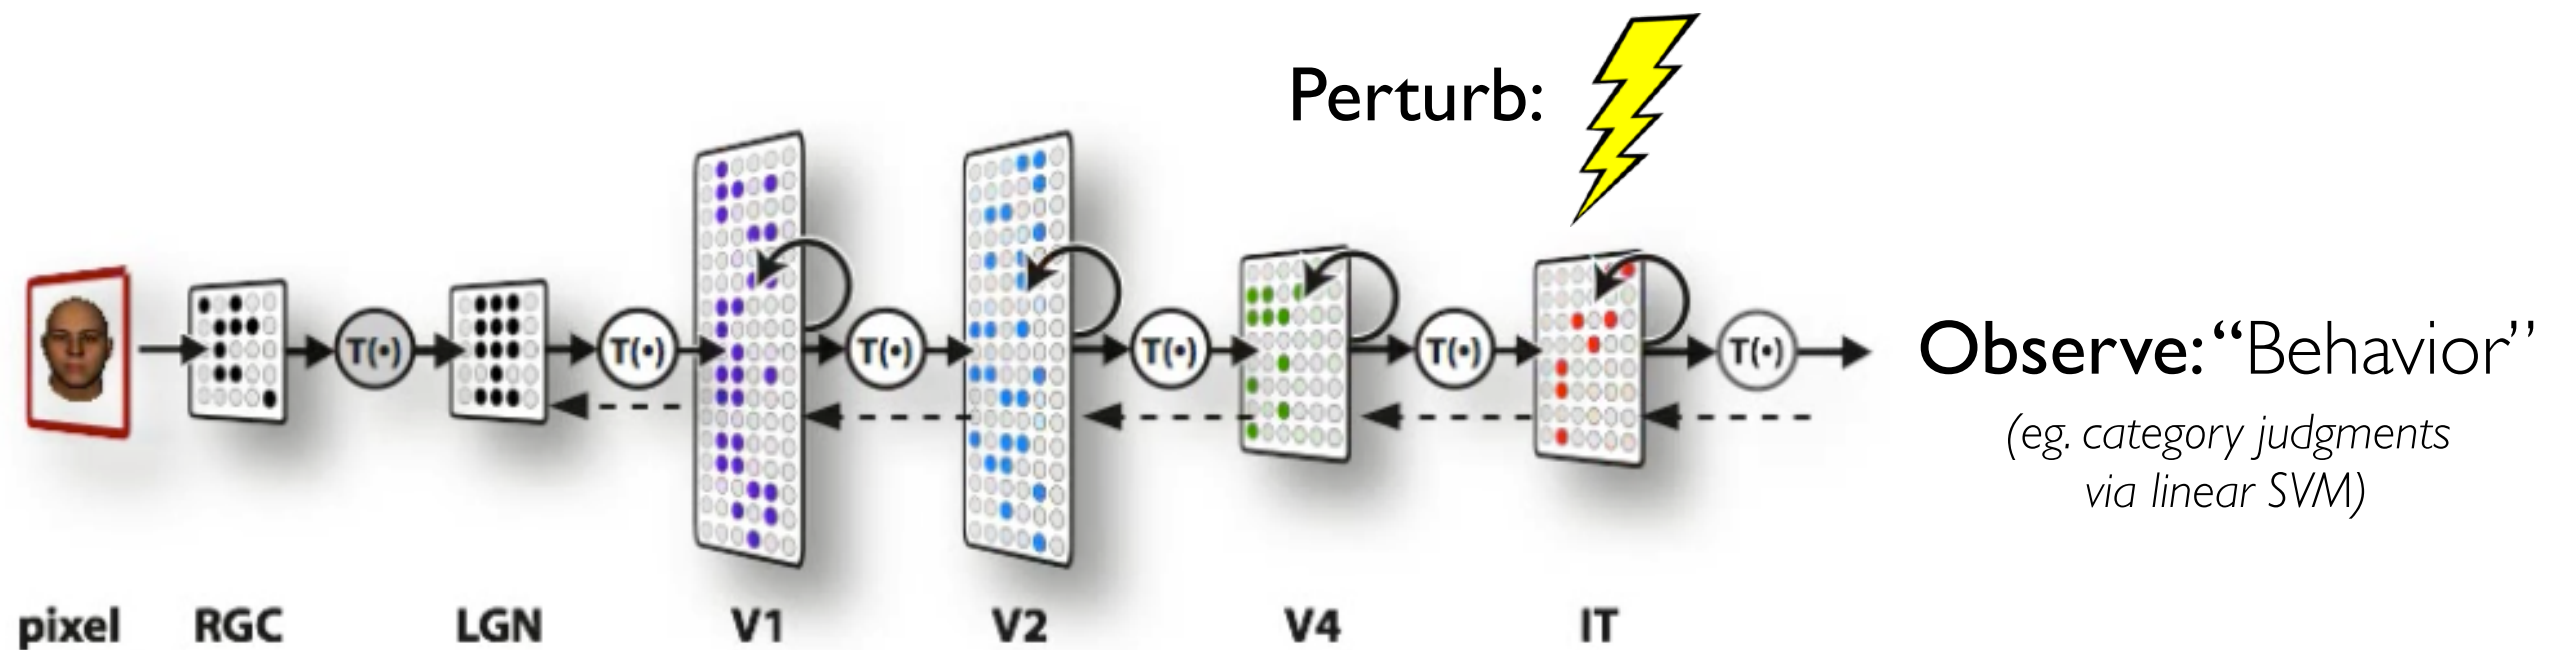 Perturb:
T(•) T(•) T(•) T(•) T(•) T(•)
Observe: “Behavior”
(eg. category judgments
via linear SVM)
pixel RGC LGN V1 V2 V4 IT